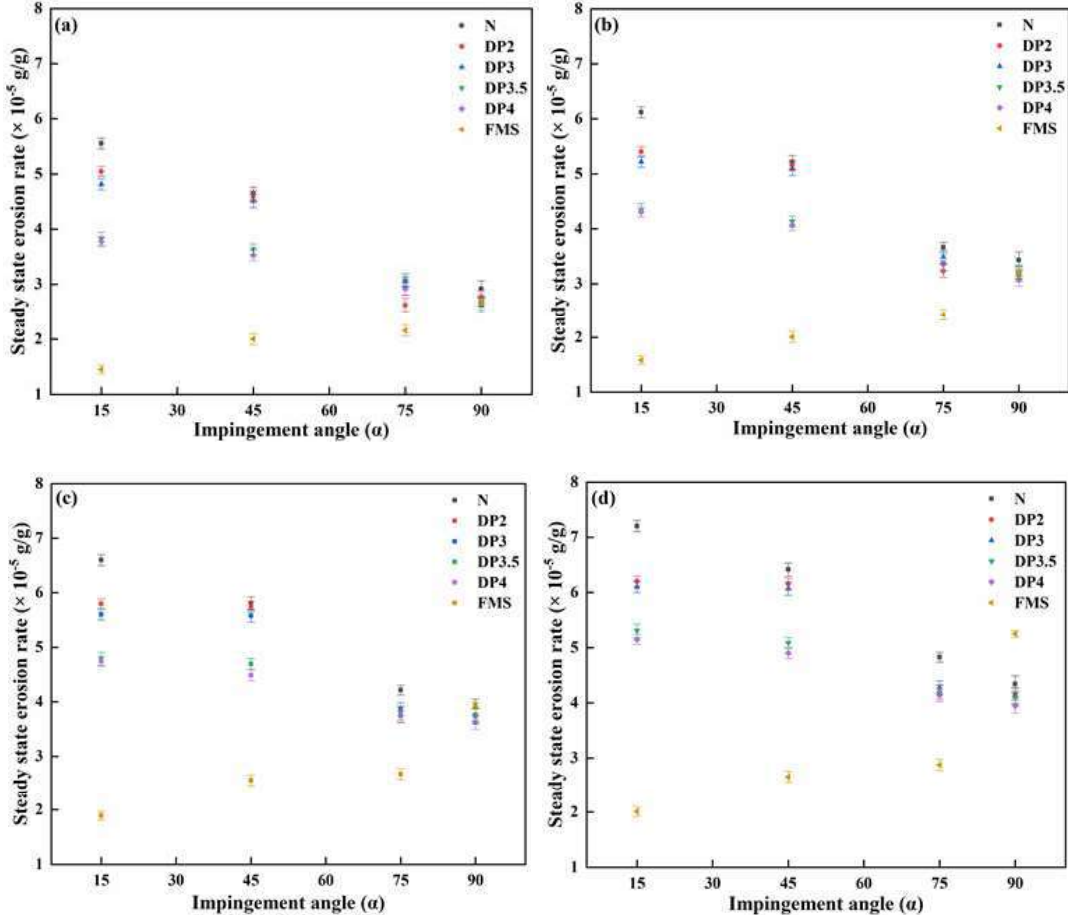 (a)
N
DP2
DP3
DP3.5
DP4
FMS
Steady state erosion rate (× 10⁻⁵ g/g)
8
7
6
5
4
3
2
1
15 30 45 60 75 90
Impingement angle (α)
(b)
N
DP2
DP3
DP3.5
DP4
FMS
Steady state erosion rate (× 10⁻⁵ g/g)
8
7
6
5
4
3
2
1
15 30 45 60 75 90
Impingement angle (α)
(c)
N
DP2
DP3
DP3.5
DP4
FMS
Steady state erosion rate (× 10⁻⁵ g/g)
8
7
6
5
4
3
2
1
15 30 45 60 75 90
Impingement angle (α)
(d)
N
DP2
DP3
DP3.5
DP4
FMS
Steady state erosion rate (× 10⁻⁵ g/g)
8
7
6
5
4
3
2
1
15 30 45 60 75 90
Impingement angle (α)